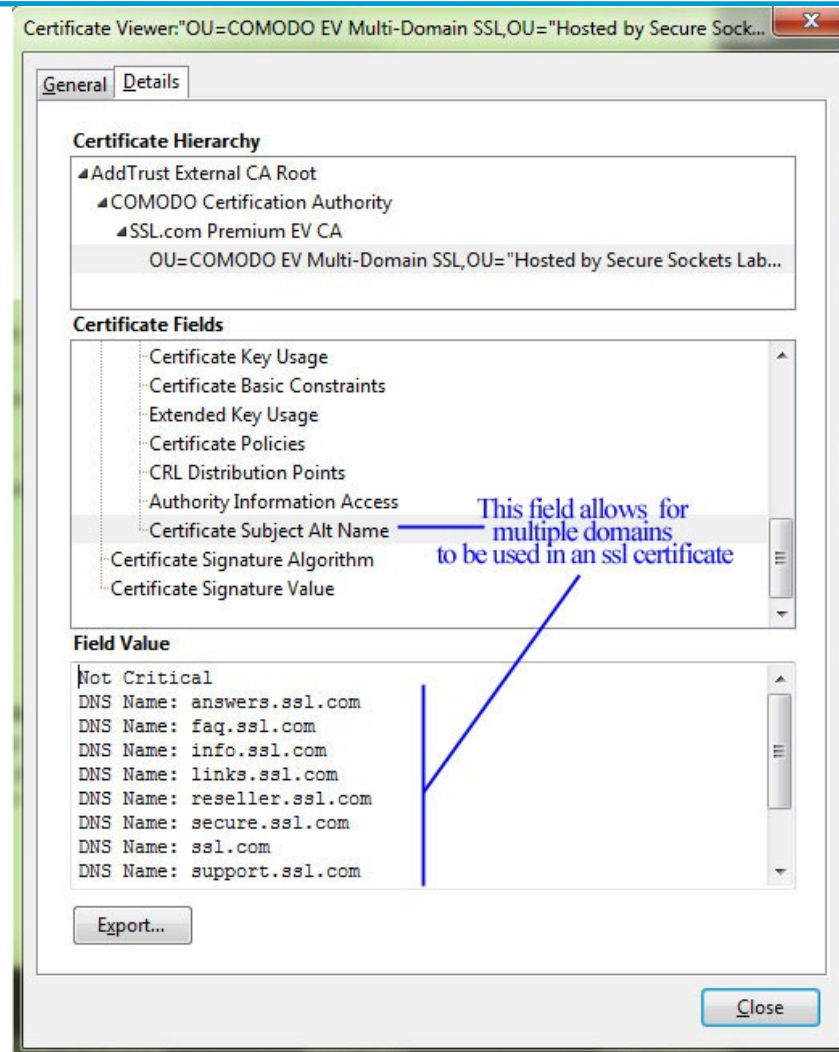 Certificate Viewer:"OU=COMODO EV Multi-Domain SSL,OU="Hosted by Secure Sock...
General Details
Certificate Hierarchy
AddTrust External CA Root
COMODO Certification Authority
SSL.com Premium EV CA
OU=COMODO EV Multi-Domain SSL,OU="Hosted by Secure Sockets Lab...
Certificate Fields
Certificate Key Usage
Certificate Basic Constraints
Extended Key Usage
Certificate Policies
CRL Distribution Points
Authority Information Access
Certificate Subject Alt Name
Certificate Signature Algorithm
Certificate Signature Value
This field allows for
multiple domains
to be used in an ssl certificate
Field Value
Not Critical
DNS Name: answers.ssl.com
DNS Name: faq.ssl.com
DNS Name: info.ssl.com
DNS Name: links.ssl.com
DNS Name: reseller.ssl.com
DNS Name: secure.ssl.com
DNS Name: ssl.com
DNS Name: support.ssl.com
Export...
Close